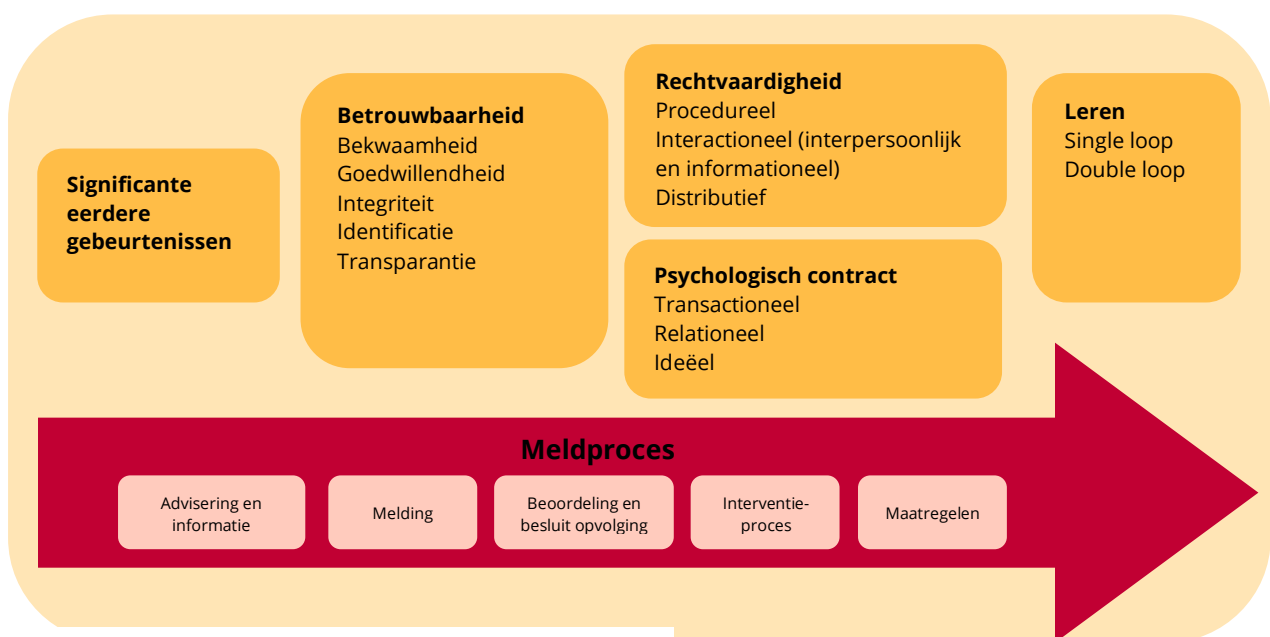 Significante
eerdere
gebeurtenissen
Betrouwbaarheid
Bekwaamheid
Goedwillendheid
Integriteit
Identificatie
Transparantie
Rechtvaardigheid
Procedureel
Interactioneel (interpersoonlijk
en informationeel)
Distributief
Psychologisch contract
Transactioneel
Relationeel
Ideëel
Leren
Single loop
Double loop
Meldproces
Advisering en
informatie
Melding
Beoordeling en
besluit opvolging
Interventie-
proces
Maatregelen